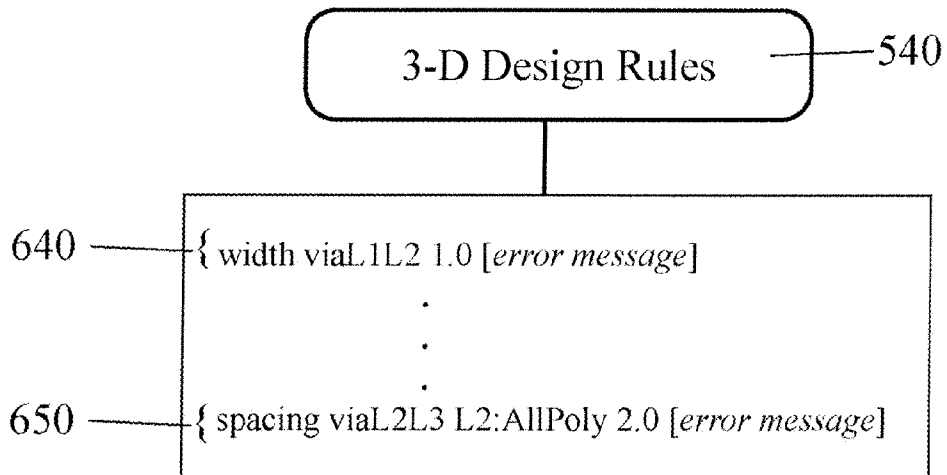 3-D Design Rules 540
640 { width viaL1L2 1.0 [error message]
.
.
.
650 { spacing viaL2L3 L2:AllPoly 2.0 [error message]